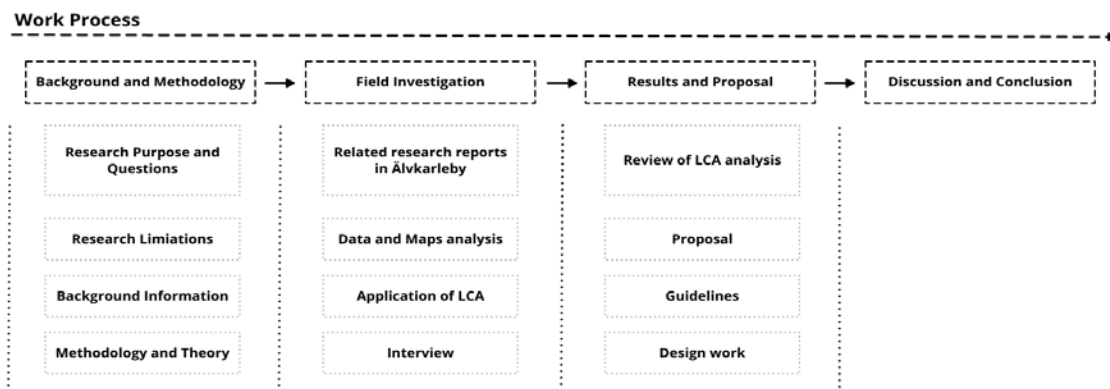 Work Process
Background and Methodology
Field Investigation
Results and Proposal
Discussion and Conclusion
Research Purpose and
Questions
Research Limiations
Background Information
Methodology and Theory
Related research reports
in Älvkarleby
Data and Maps analysis
Application of LCA
Interview
Review of LCA analysis
Proposal
Guidelines
Design work